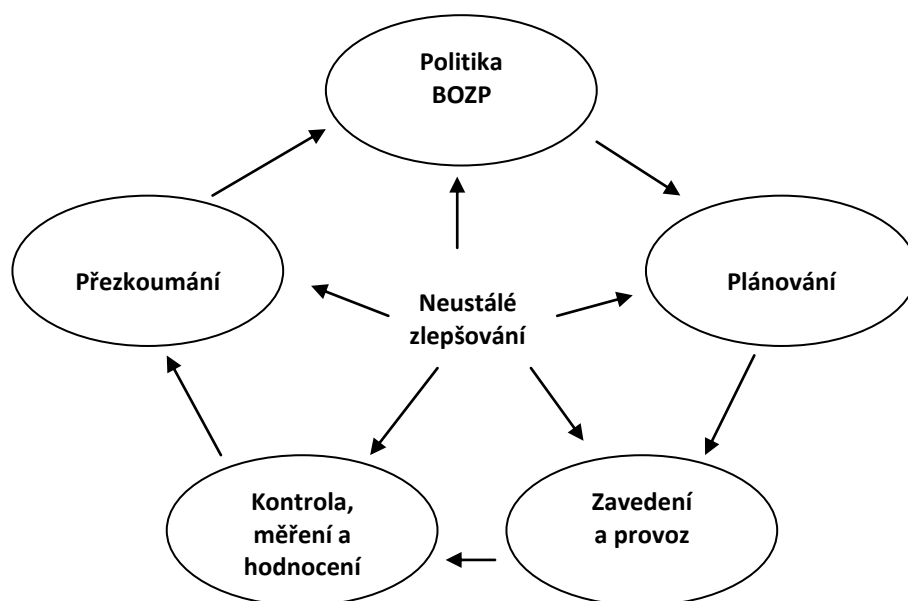 Politika
BOZP
Přezkoumání
Plánování
Neustálé
zlepšování
Kontrola,
měření a
hodnocení
Zavedení
a provoz